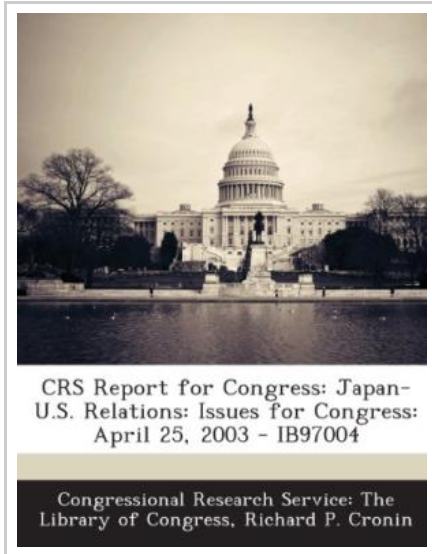 CRS Report for Congress: Japan-
U.S. Relations: Issues for Congress:
April 25, 2003 - IB97004
Congressional Research Service: The
Library of Congress, Richard P. Cronin